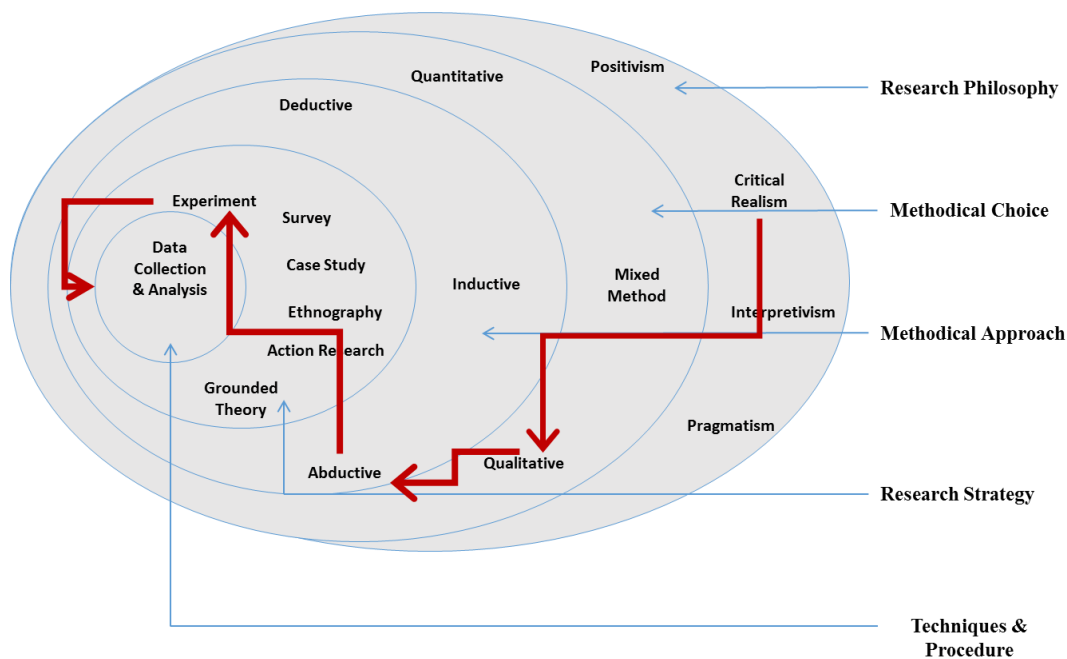 Positivism
Quantitative
Research Philosophy
Deductive
Critical
Realism
Experiment
Methodical Choice
Survey
Data
Collection
& Analysis
Case Study
Mixed
Method
Inductive
Ethnography
Interpretivism
Methodical Approach
Action Research
Grounded
Theory
Pragmatism
Qualitative
Abductive
Research Strategy
Techniques &
Procedure